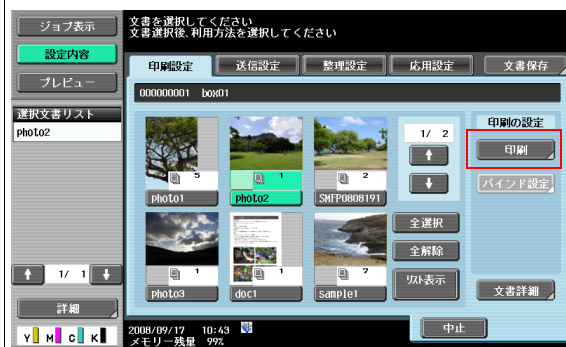 ジョブ表示
設定内容
プレビュー
選択文書リスト
photo2
1/ 1
詳細
Y M C K
文書を選択してください
文書選択後、利用方法を選択してください
印刷設定 送信設定 整理設定 応用設定 文書保存
000000001 box01
5 1 2
photo1 photo2 SMFP0808191
1 1 7
photo3 doc1 sample1
1/ 2
全選択
全解除
リスト表示
印刷の設定
印刷
バインド設定
文書詳細
中止
2008/09/17 10:43
メモリー残量 99%